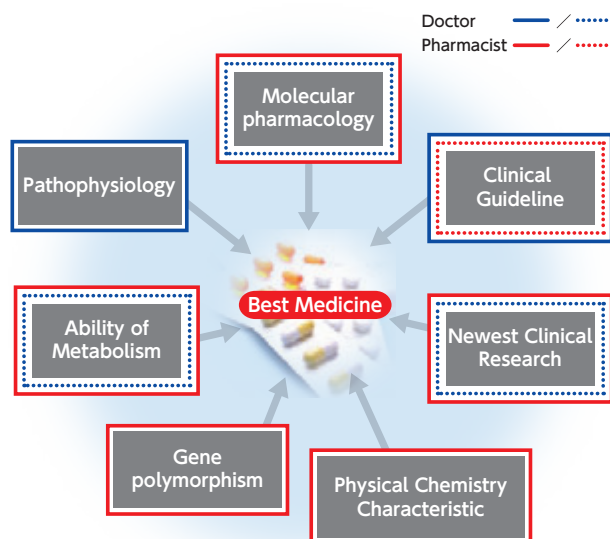 Doctor
Pharmacist
Molecular
pharmacology
Pathophysiology
Clinical
Guideline
Best Medicine
Ability of
Metabolism
Newest Clinical
Research
Gene
polymorphism
Physical Chemistry
Characteristic